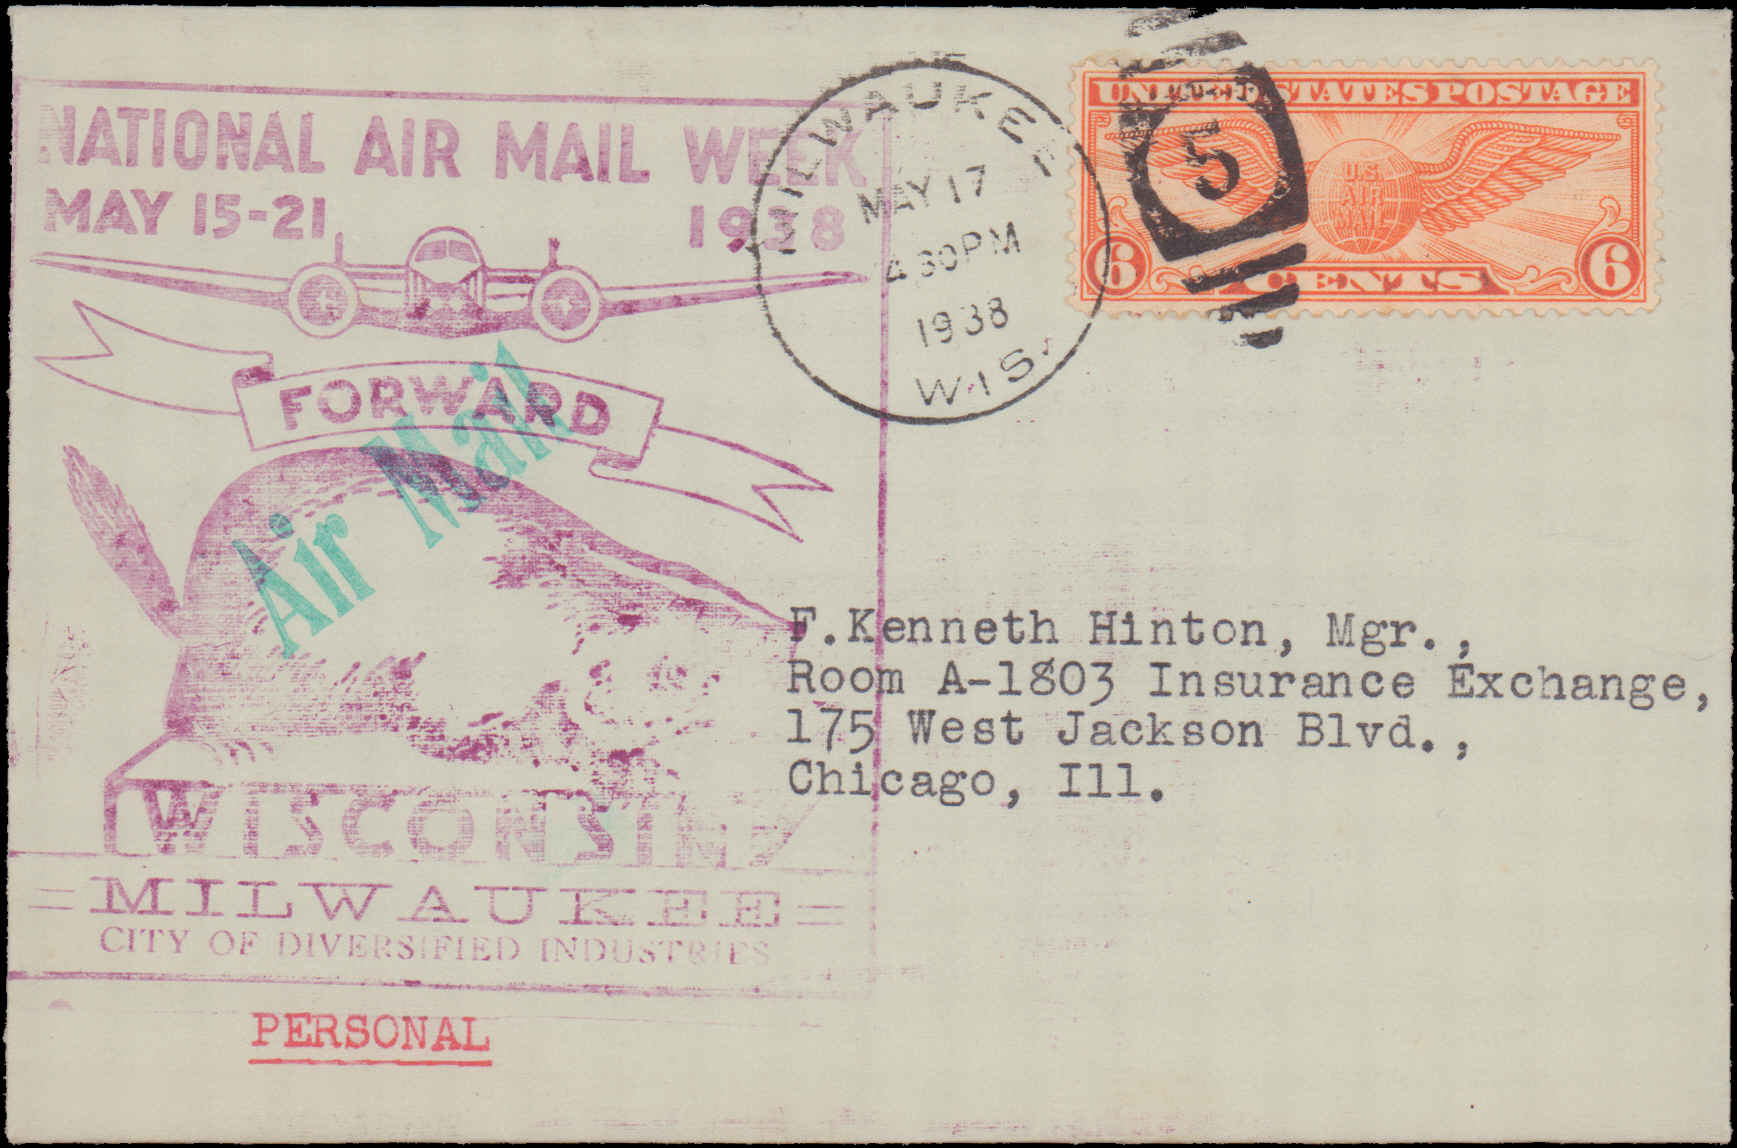 NATIONAL AIR MAIL WEEK
MAY 15-21 1938
FORWARD
Air Mail
WISCONSIN
MILWAUKEE
CITY OF DIVERSIFIED INDUSTRIES
PERSONAL
MILWAUKEE
MAY 17
4 30 PM
1938
WIS.
UNITED STATES POSTAGE
5
U.S.
AIR
MAIL
6 CENTS 6
F.Kenneth Hinton, Mgr.,
Room A-1803 Insurance Exchange,
175 West Jackson Blvd.,
Chicago, Ill.